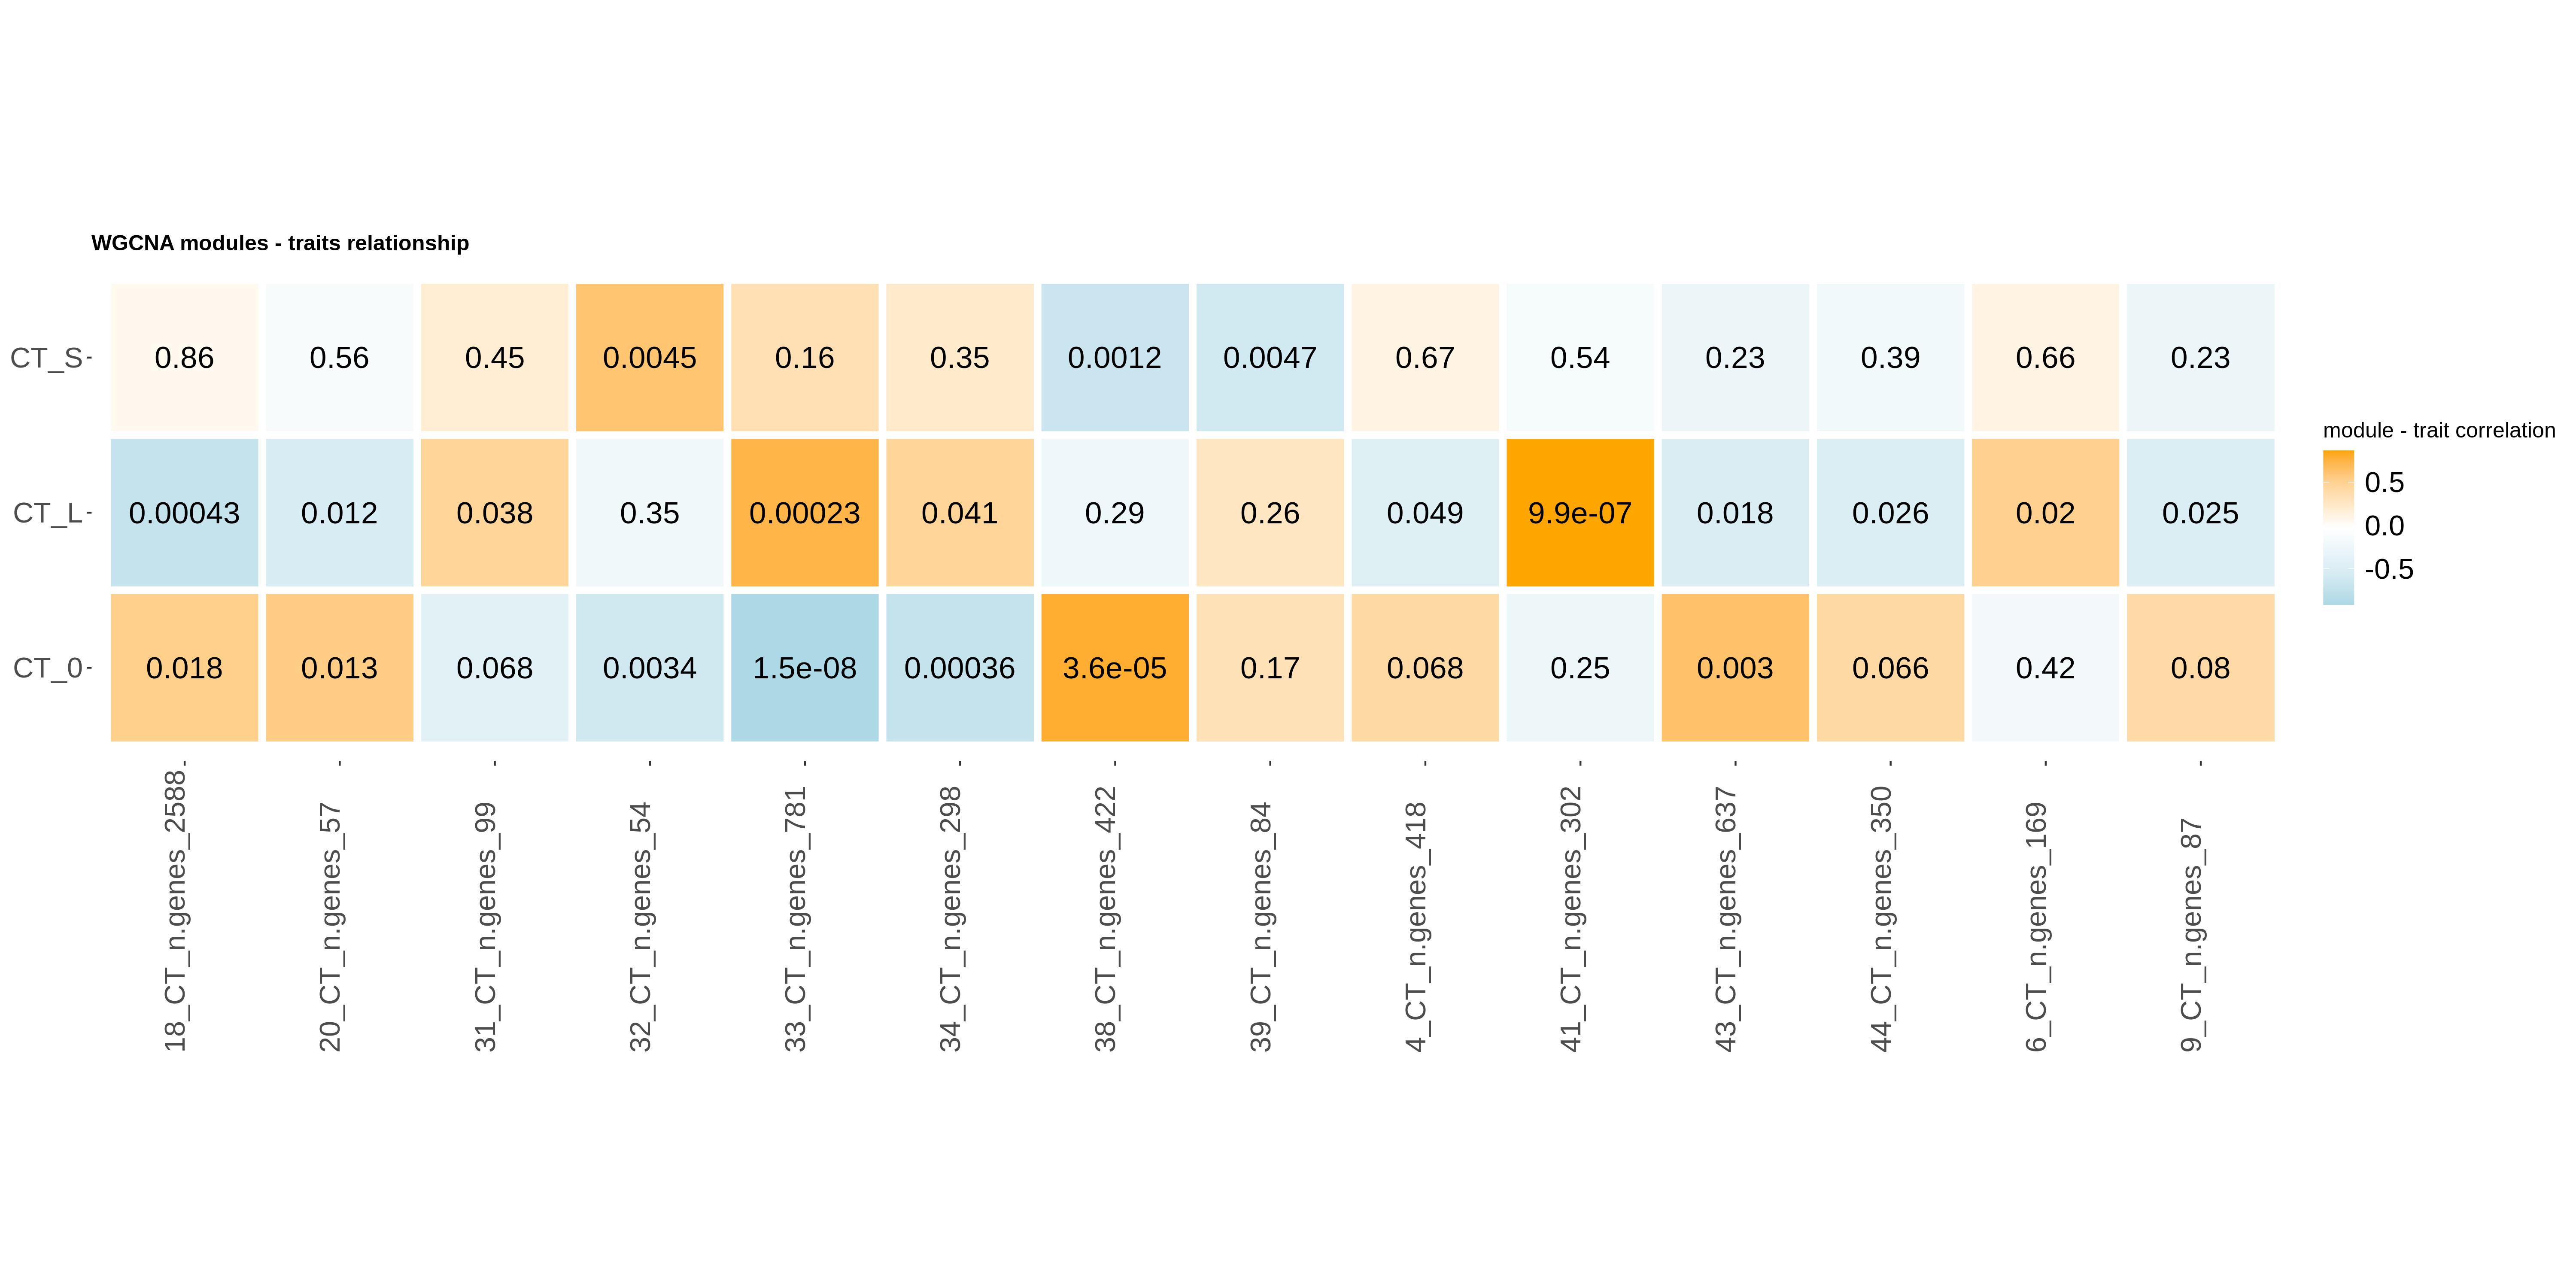 WGCNA modules - traits relationship
CT_S 0.86 0.56 0.45 0.0045 0.16 0.35 0.0012 0.0047 0.67 0.54 0.23 0.39 0.66 0.23
CT_L 0.00043 0.012 0.038 0.35 0.00023 0.041 0.29 0.26 0.049 9.9e-07 0.018 0.026 0.02 0.025
CT_0 0.018 0.013 0.068 0.0034 1.5e-08 0.00036 3.6e-05 0.17 0.068 0.25 0.003 0.066 0.42 0.08
18_CT_n.genes_2588
20_CT_n.genes_57
31_CT_n.genes_99
32_CT_n.genes_54
33_CT_n.genes_781
34_CT_n.genes_298
38_CT_n.genes_422
39_CT_n.genes_84
4_CT_n.genes_418
41_CT_n.genes_302
43_CT_n.genes_637
44_CT_n.genes_350
6_CT_n.genes_169
9_CT_n.genes_87
module - trait correlation
0.5
0.0
-0.5